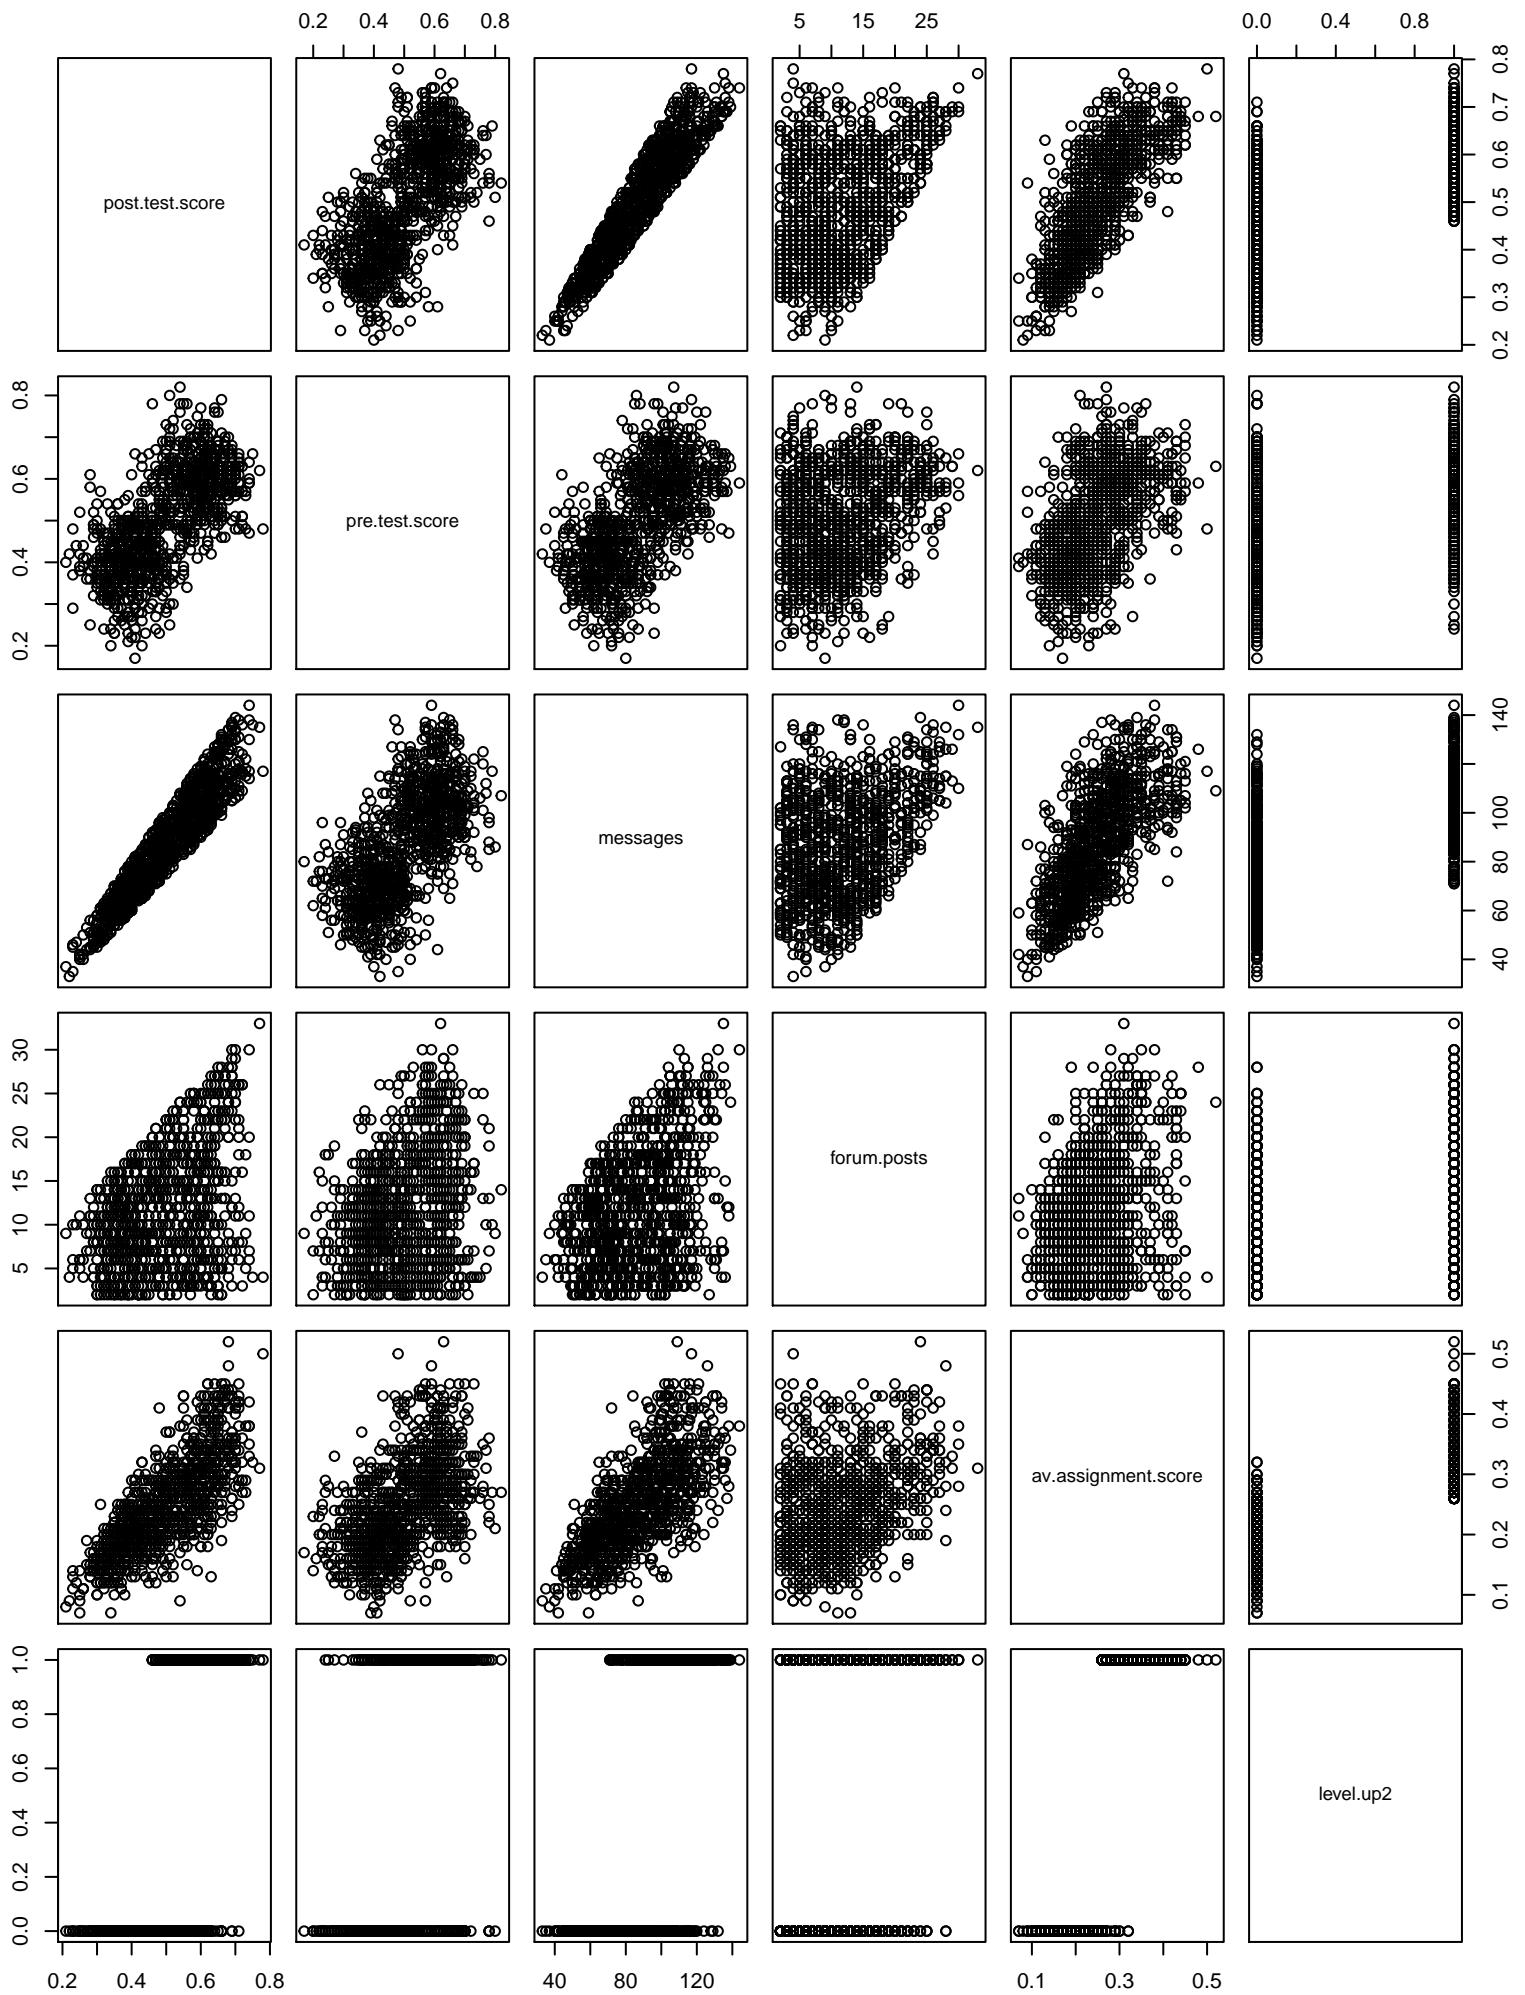 0.2 0.4 0.6 0.8 5 15 25 0.0 0.4 0.8
post.test.score
0.2 0.3 0.4 0.5 0.6 0.7 0.8
0.2 0.4 0.6 0.8
pre.test.score
messages
40 60 80 100 140
5 10 15 20 25 30
forum.posts
av.assignment.score
0.1 0.2 0.3 0.4 0.5
0.0 0.2 0.4 0.6 0.8 1.0
level.up2
0.2 0.4 0.6 0.8 40 80 120 0.1 0.3 0.5